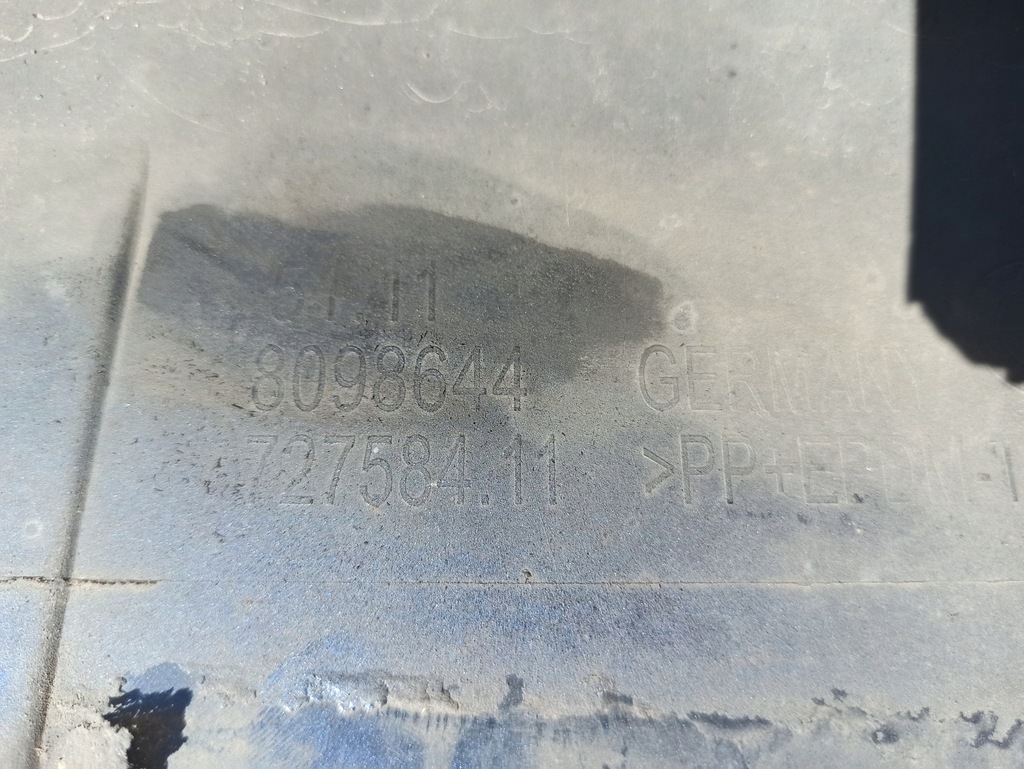 51.11
8098644 GERMANY
727584.11 >PP+EPDM-T